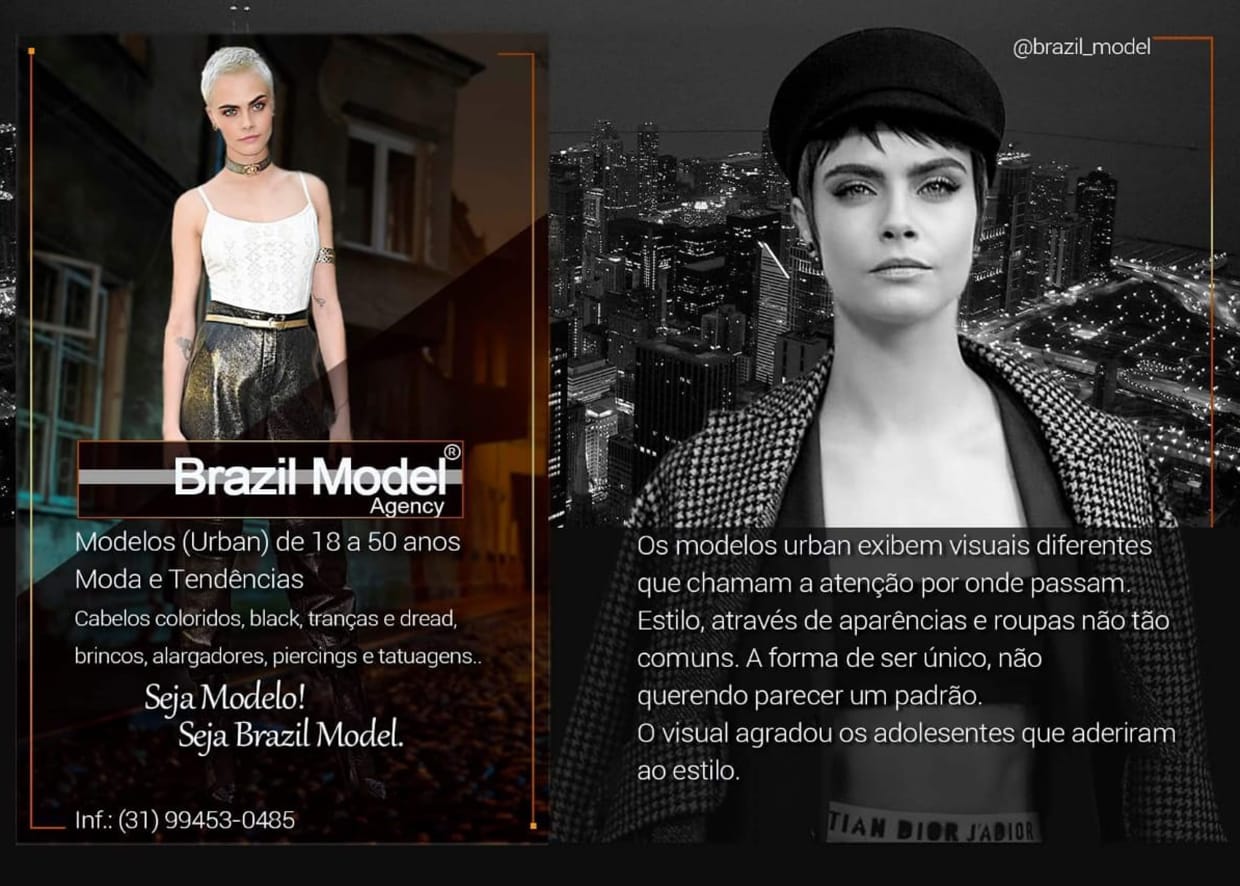 @brazil_model
Brazil Model®
Agency
Modelos (Urban) de 18 a 50 anos
Moda e Tendências
Cabelos coloridos, black, tranças e dread,
brincos, alargadores, piercings e tatuagens..
Seja Modelo!
Seja Brazil Model.
Inf.: (31) 99453-0485
Os modelos urban exibem visuais diferentes
que chamam a atenção por onde passam.
Estilo, através de aparências e roupas não tão
comuns. A forma de ser único, não
querendo parecer um padrão.
O visual agradou os adolesentes que aderiram
ao estilo.
TIAN DIOR J'ADIOR